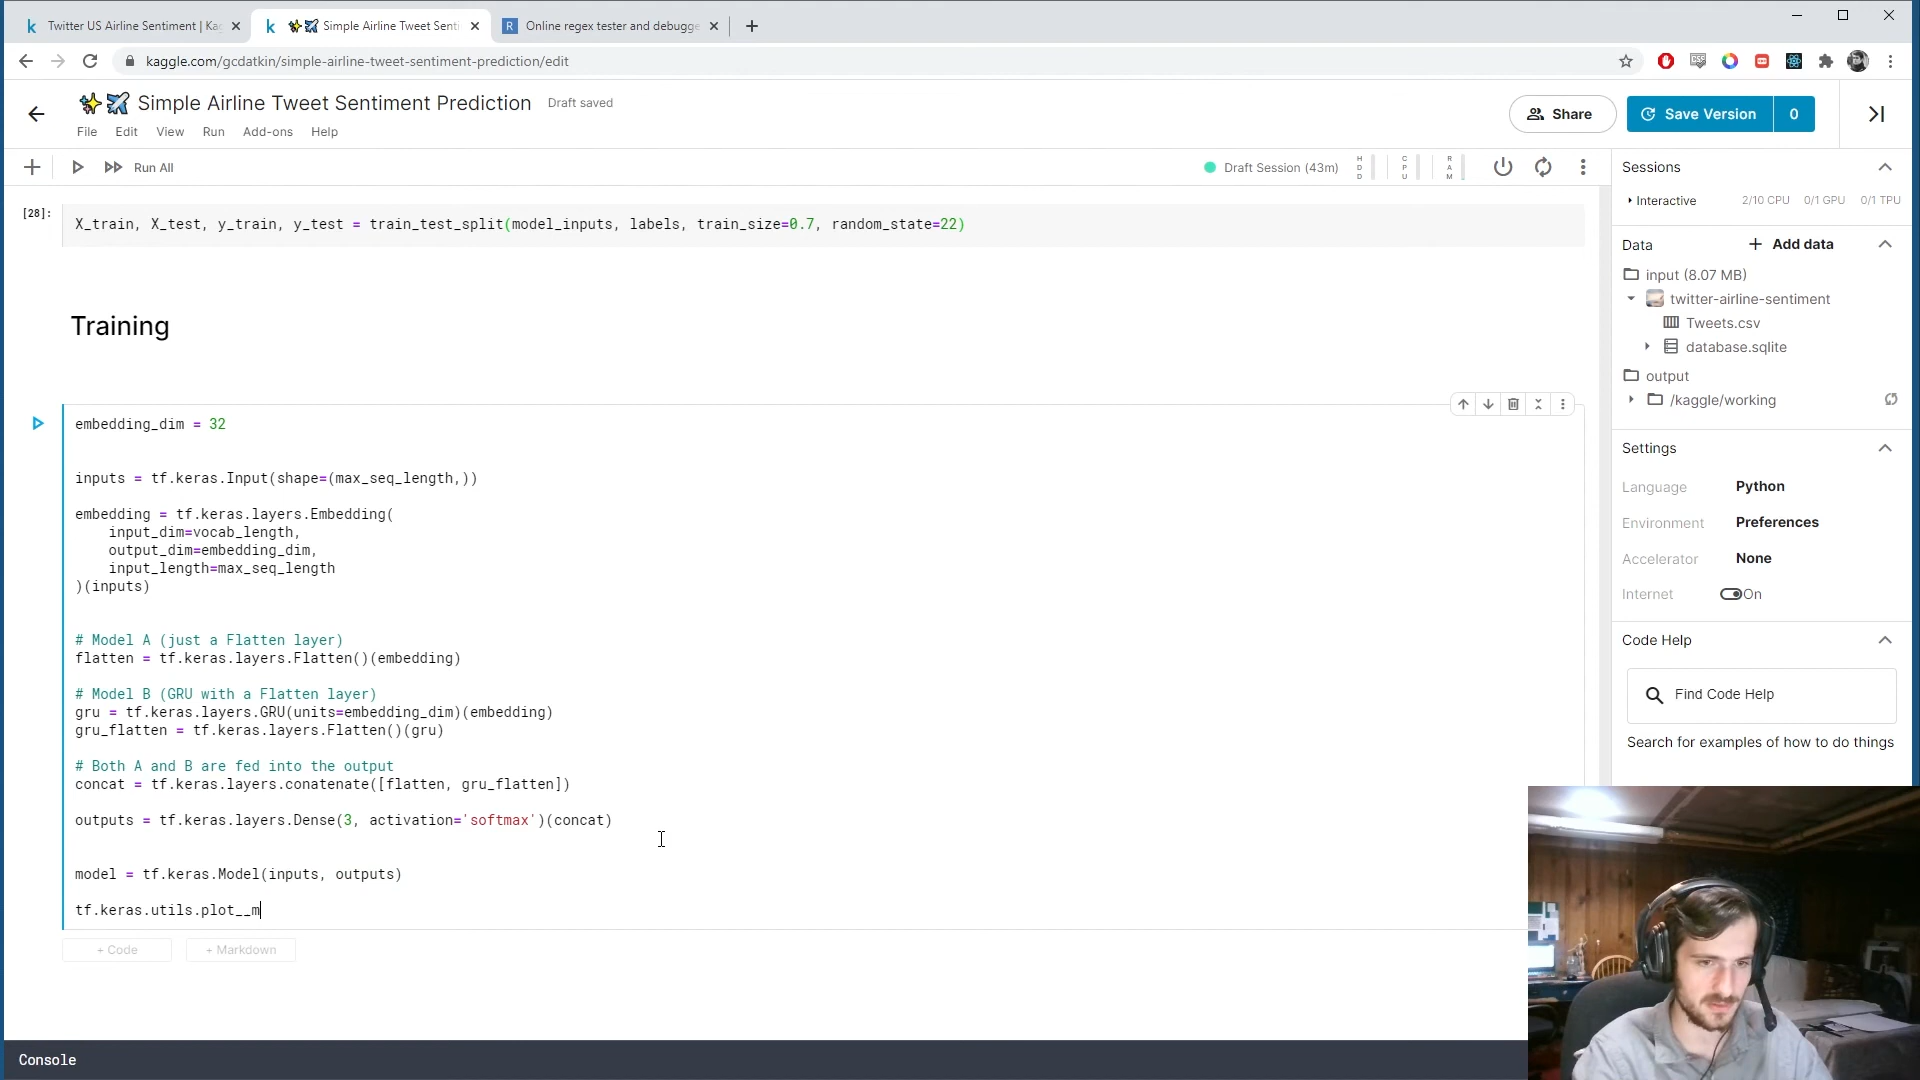 Twitter US Airline Sentiment | Kag
Simple Airline Tweet Senti
Online regex tester and debugge
kaggle.com/gcdatkin/simple-airline-tweet-sentiment-prediction/edit
✨✈️ Simple Airline Tweet Sentiment Prediction
Draft saved
Share
Save Version
0
File Edit View Run Add-ons Help
Run All
Draft Session (43m)
HDD
CPU
RAM
[28]:
X_train, X_test, y_train, y_test = train_test_split(model_inputs, labels, train_size=0.7, random_state=22)
Training
embedding_dim = 32
inputs = tf.keras.Input(shape=(max_seq_length,))
embedding = tf.keras.layers.Embedding(
    input_dim=vocab_length,
    output_dim=embedding_dim,
    input_length=max_seq_length
)(inputs)
# Model A (just a Flatten layer)
flatten = tf.keras.layers.Flatten()(embedding)
# Model B (GRU with a Flatten layer)
gru = tf.keras.layers.GRU(units=embedding_dim)(embedding)
gru_flatten = tf.keras.layers.Flatten()(gru)
# Both A and B are fed into the output
concat = tf.keras.layers.conatenate([flatten, gru_flatten])
outputs = tf.keras.layers.Dense(3, activation='softmax')(concat)
model = tf.keras.Model(inputs, outputs)
tf.keras.utils.plot__m
+ Code
+ Markdown
Console
Sessions
Interactive 2/10 CPU 0/1 GPU 0/1 TPU
Data + Add data
input (8.07 MB)
twitter-airline-sentiment
Tweets.csv
database.sqlite
output
/kaggle/working
Settings
Language Python
Environment Preferences
Accelerator None
Internet On
Code Help
Find Code Help
Search for examples of how to do things